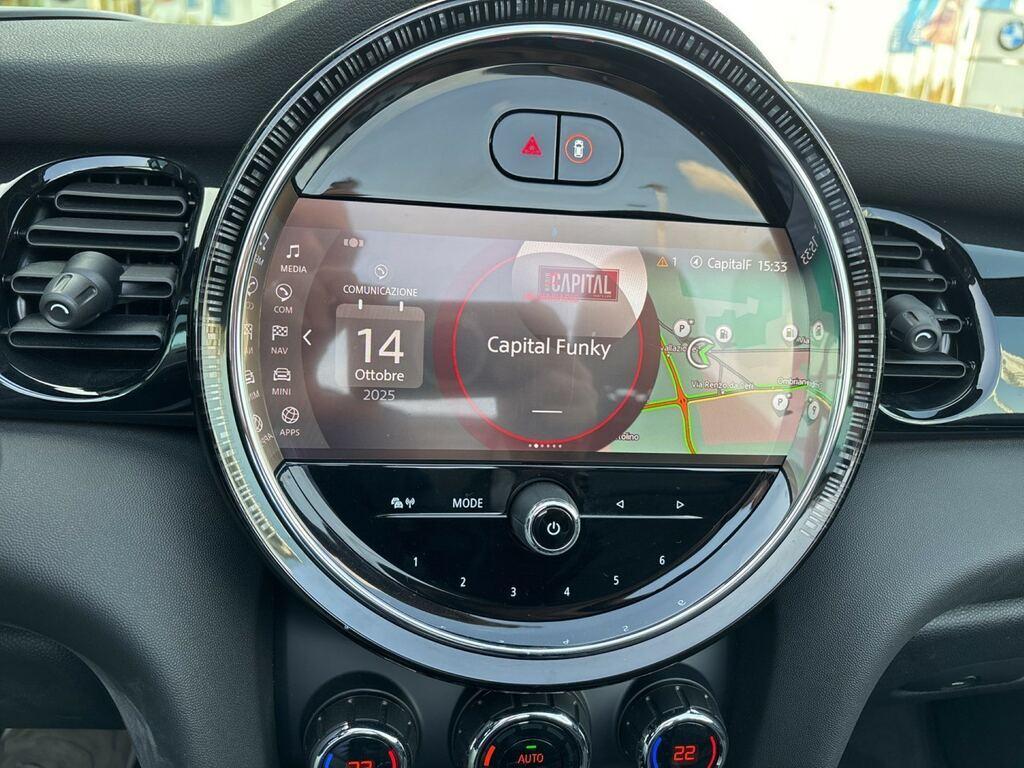 MEDIA
COM
NAV
MINI
APPS
COMUNICAZIONE
14
Ottobre
2025
CAPITAL
Capital Funky
1
CapitalF 15:33
P
Via Renzo da Ceri
P
MODE
1
2
3
4
5
6
AUTO
22